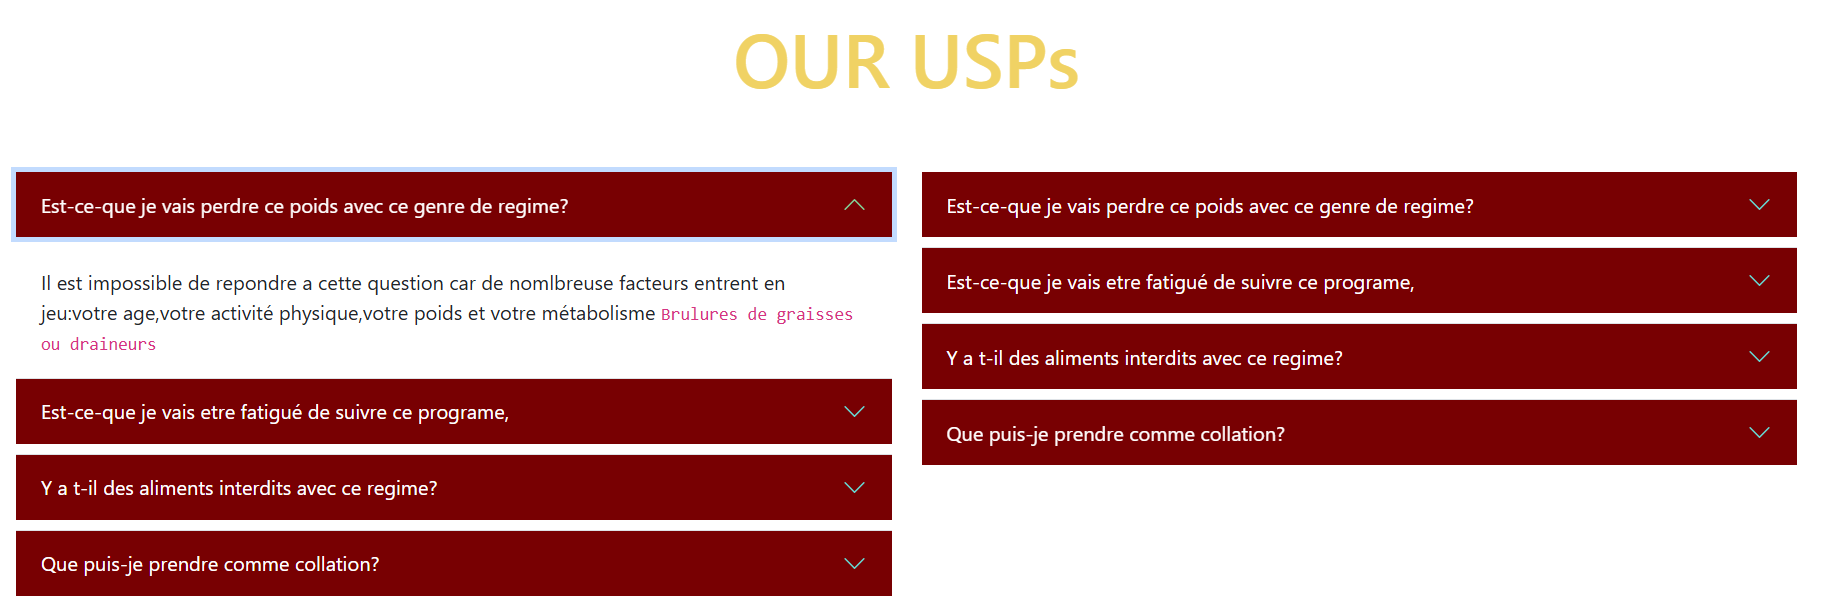 OUR USPs
Est-ce-que je vais perdre ce poids avec ce genre de regime?
Il est impossible de repondre a cette question car de nomlbreuse facteurs entrent en
jeu:votre age,votre activité physique,votre poids et votre métabolisme Brulures de graisses
ou draineurs
Est-ce-que je vais etre fatigué de suivre ce programe,
Y a t-il des aliments interdits avec ce regime?
Que puis-je prendre comme collation?
Est-ce-que je vais perdre ce poids avec ce genre de regime?
Est-ce-que je vais etre fatigué de suivre ce programe,
Y a t-il des aliments interdits avec ce regime?
Que puis-je prendre comme collation?